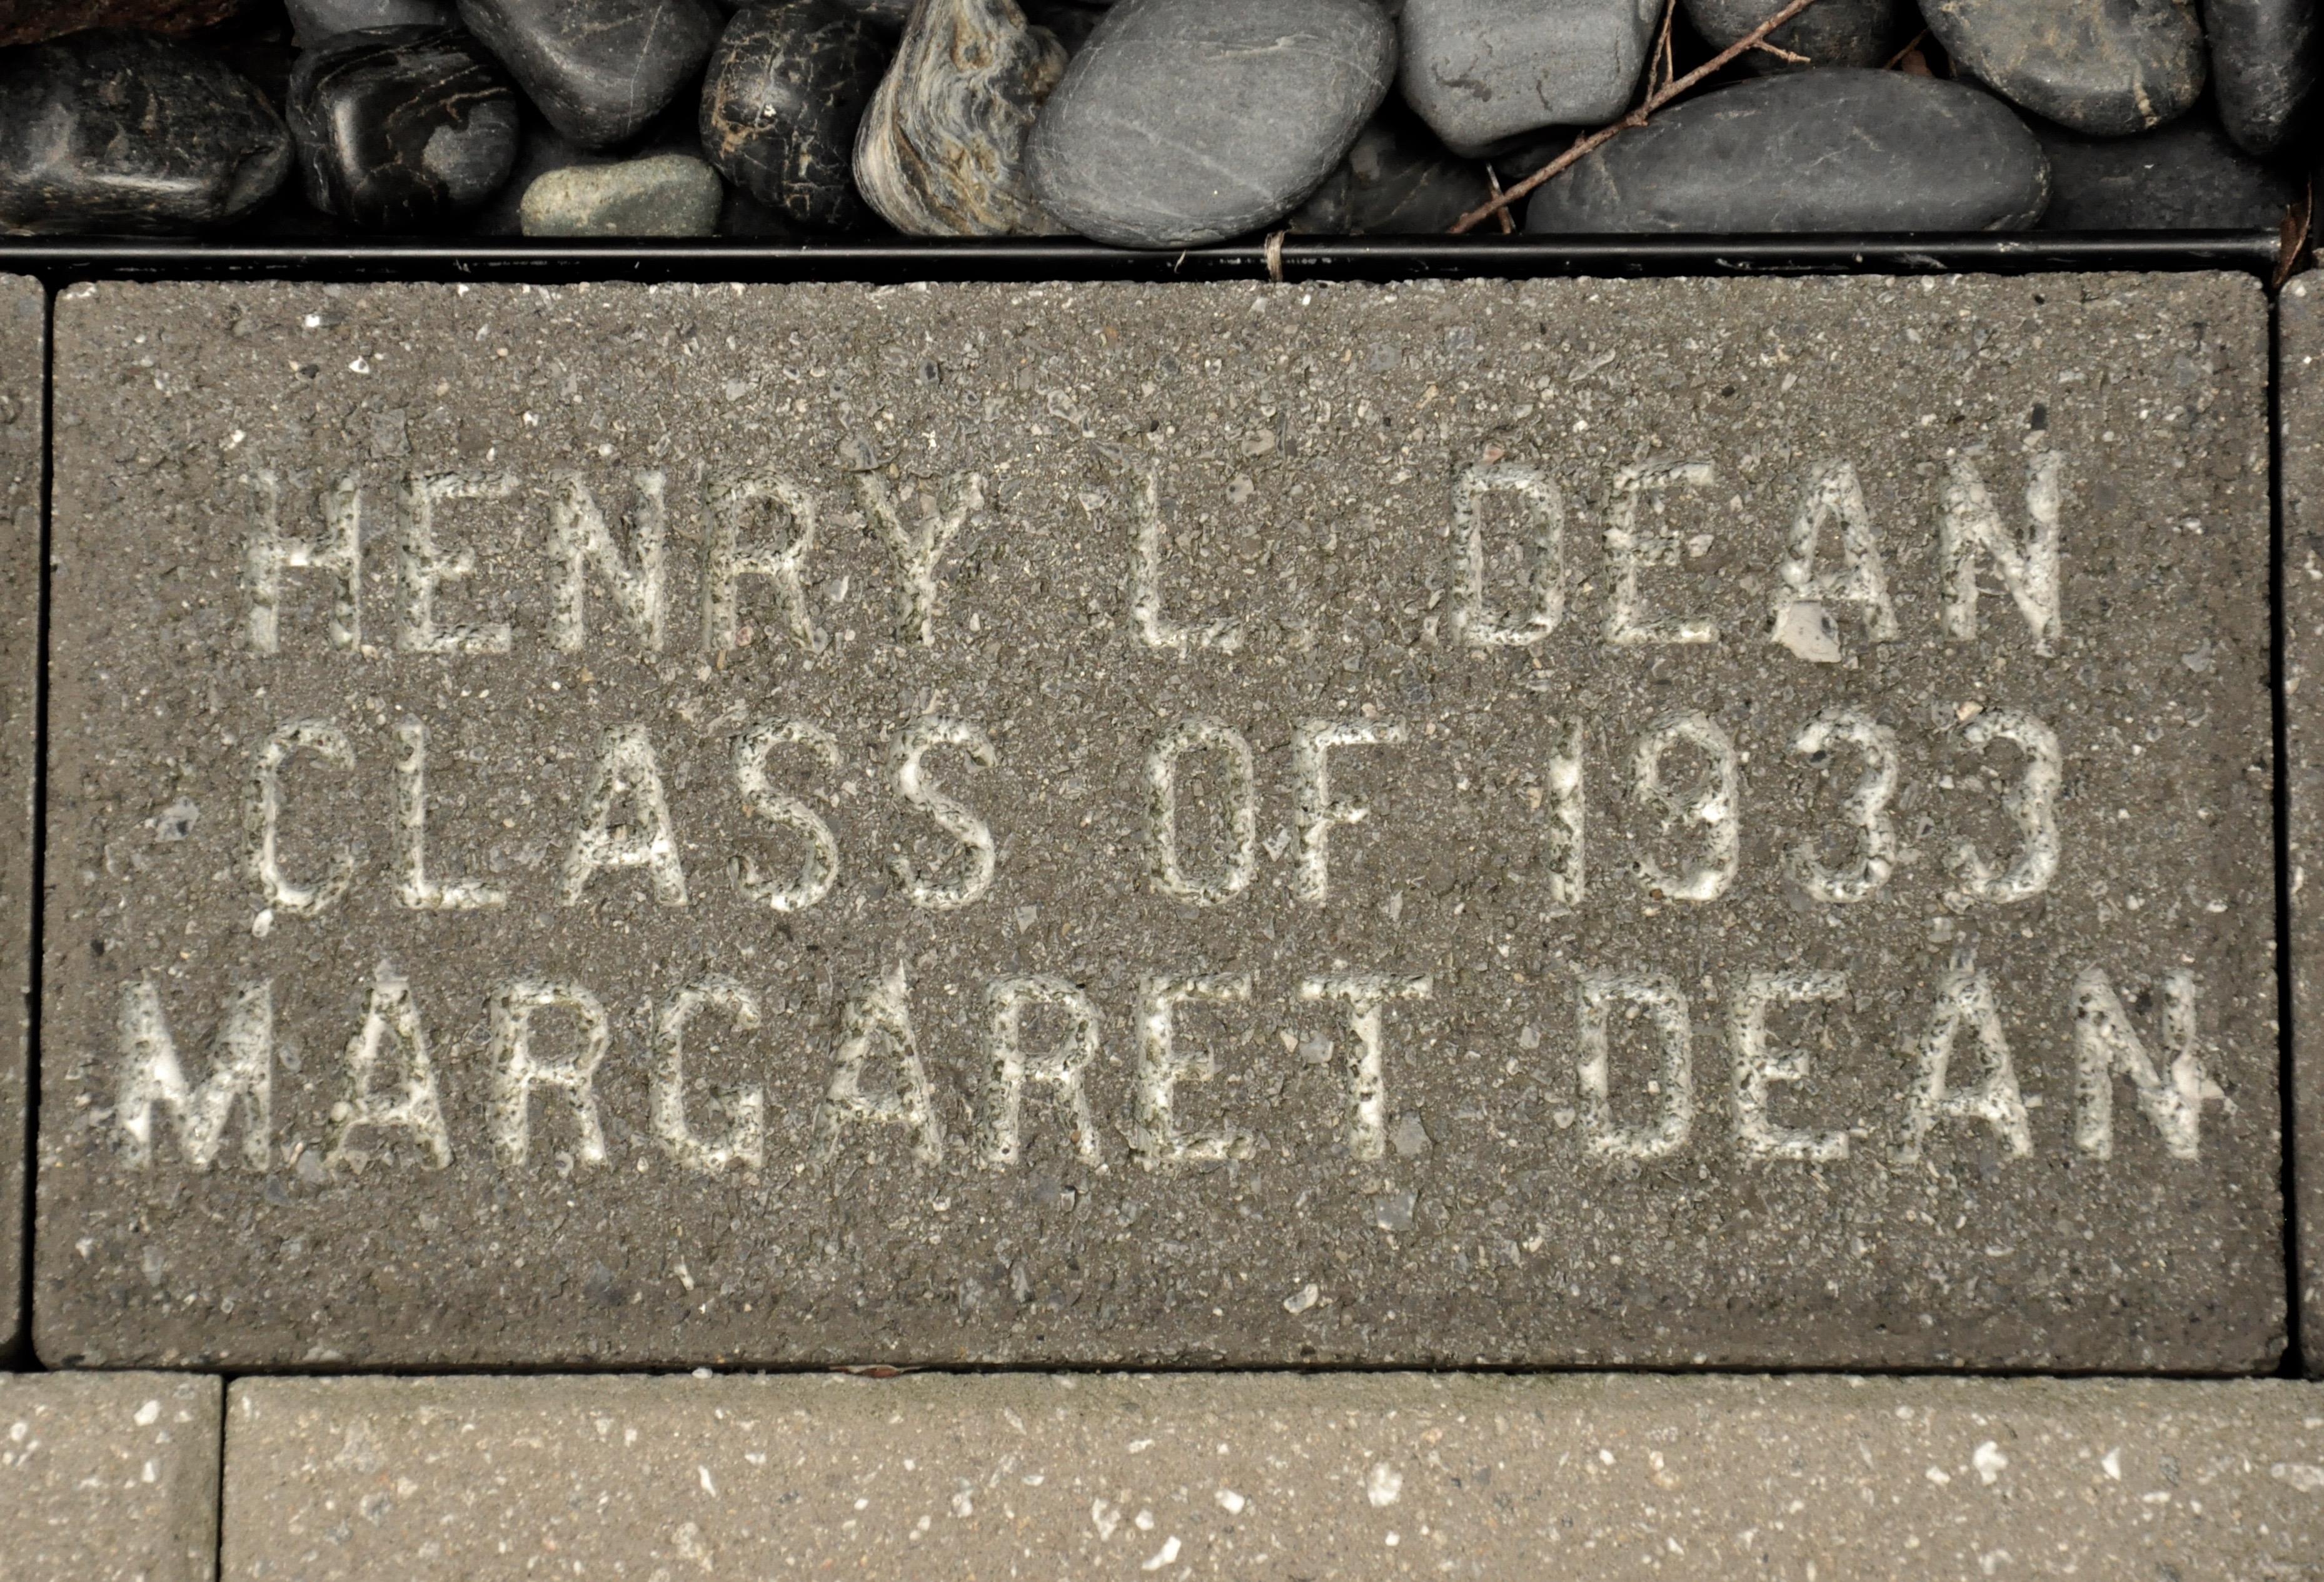 HENRY L DEAN
CLASS OF 1933
MARGARET DEAN